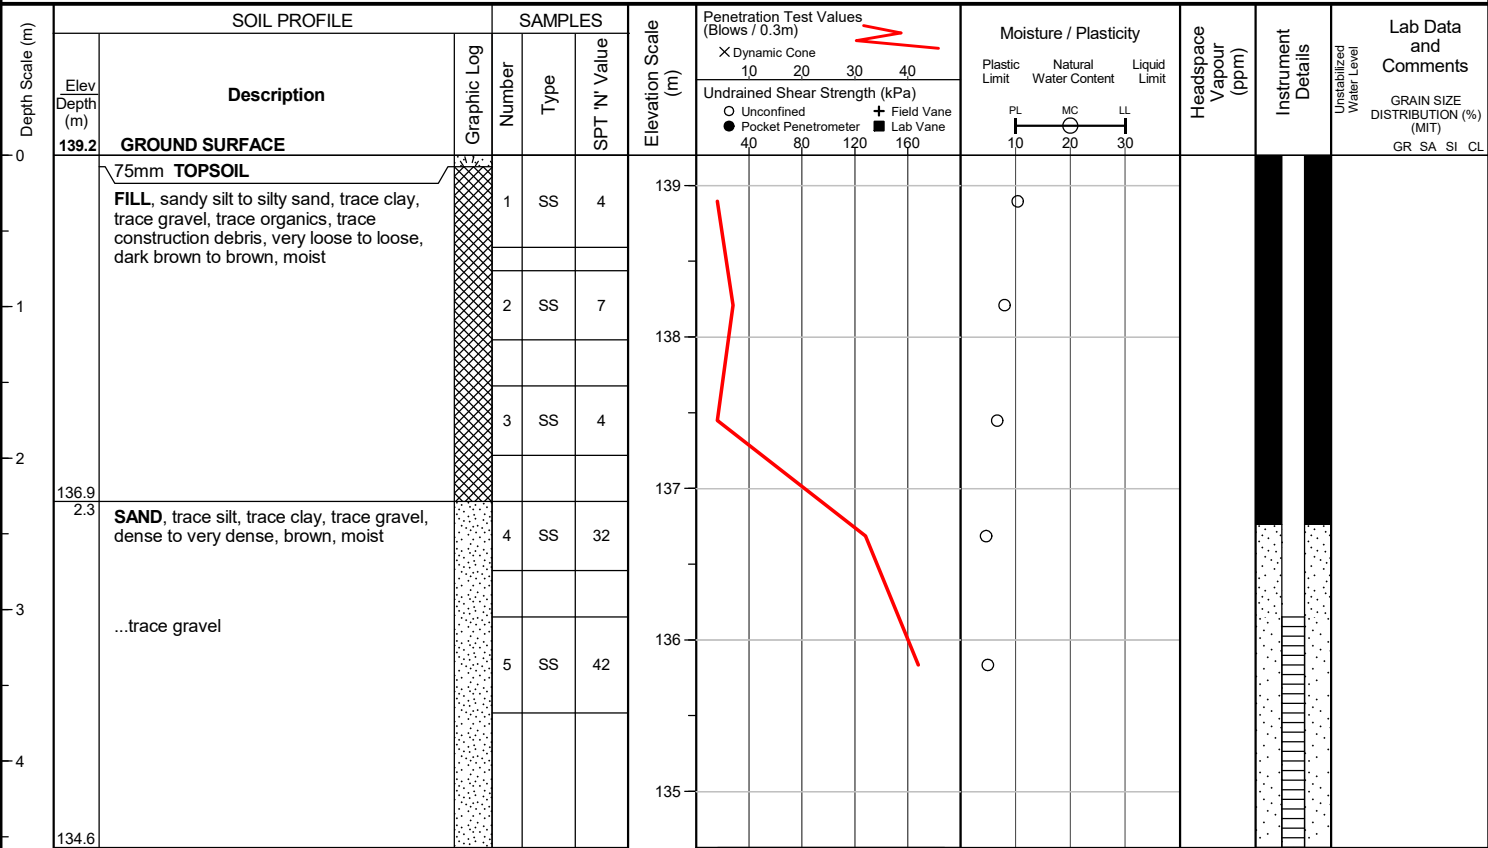 Depth Scale (m)
SOIL PROFILE
Elev
Depth
(m)
Description
139.2 GROUND SURFACE
Graphic Log
SAMPLES
Number
Type
SPT 'N' Value
Elevation Scale
(m)
Penetration Test Values
(Blows / 0.3m)
× Dynamic Cone
10 20 30 40
Undrained Shear Strength (kPa)
Unconfined + Field Vane
Pocket Penetrometer Lab Vane
40 80 120 160
Moisture / Plasticity
Plastic Natural Liquid
Limit Water Content Limit
PL MC LL
10 20 30
Headspace
Vapour
(ppm)
Instrument
Details
Unstabilized
Water Level
Lab Data
and
Comments
GRAIN SIZE
DISTRIBUTION (%)
(MIT)
GR SA SI CL
0
75mm TOPSOIL
139
FILL, sandy silt to silty sand, trace clay,
trace gravel, trace organics, trace
construction debris, very loose to loose,
dark brown to brown, moist
1 SS 4
1
2 SS 7
138
3 SS 4
2
137
136.9
2.3
SAND, trace silt, trace clay, trace gravel,
dense to very dense, brown, moist
4 SS 32
3
...trace gravel
136
5 SS 42
4
135
134.6